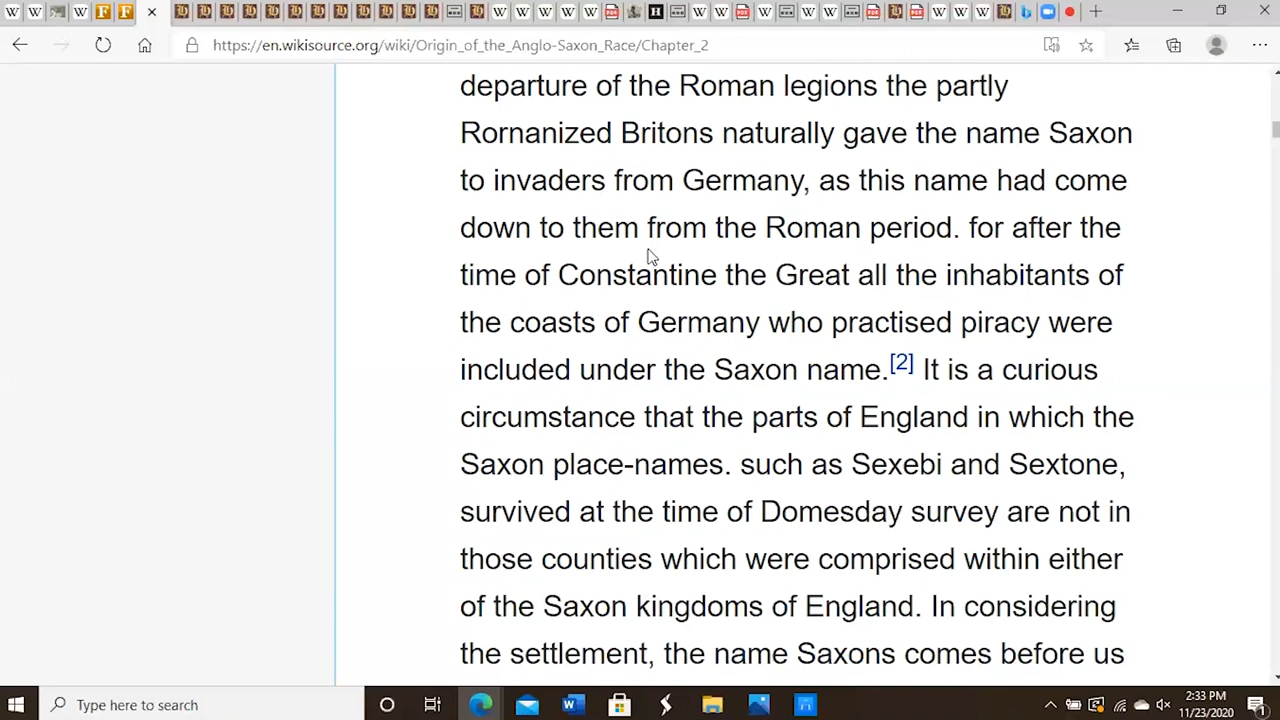 https://en.wikisource.org/wiki/Origin_of_the_Anglo-Saxon_Race/Chapter_2
departure of the Roman legions the partly
Rornanized Britons naturally gave the name Saxon
to invaders from Germany, as this name had come
down to them from the Roman period. for after the
time of Constantine the Great all the inhabitants of
the coasts of Germany who practised piracy were
included under the Saxon name.[2] It is a curious
circumstance that the parts of England in which the
Saxon place-names. such as Sexebi and Sextone,
survived at the time of Domesday survey are not in
those counties which were comprised within either
of the Saxon kingdoms of England. In considering
the settlement, the name Saxons comes before us
Type here to search
2:33 PM
11/23/2020